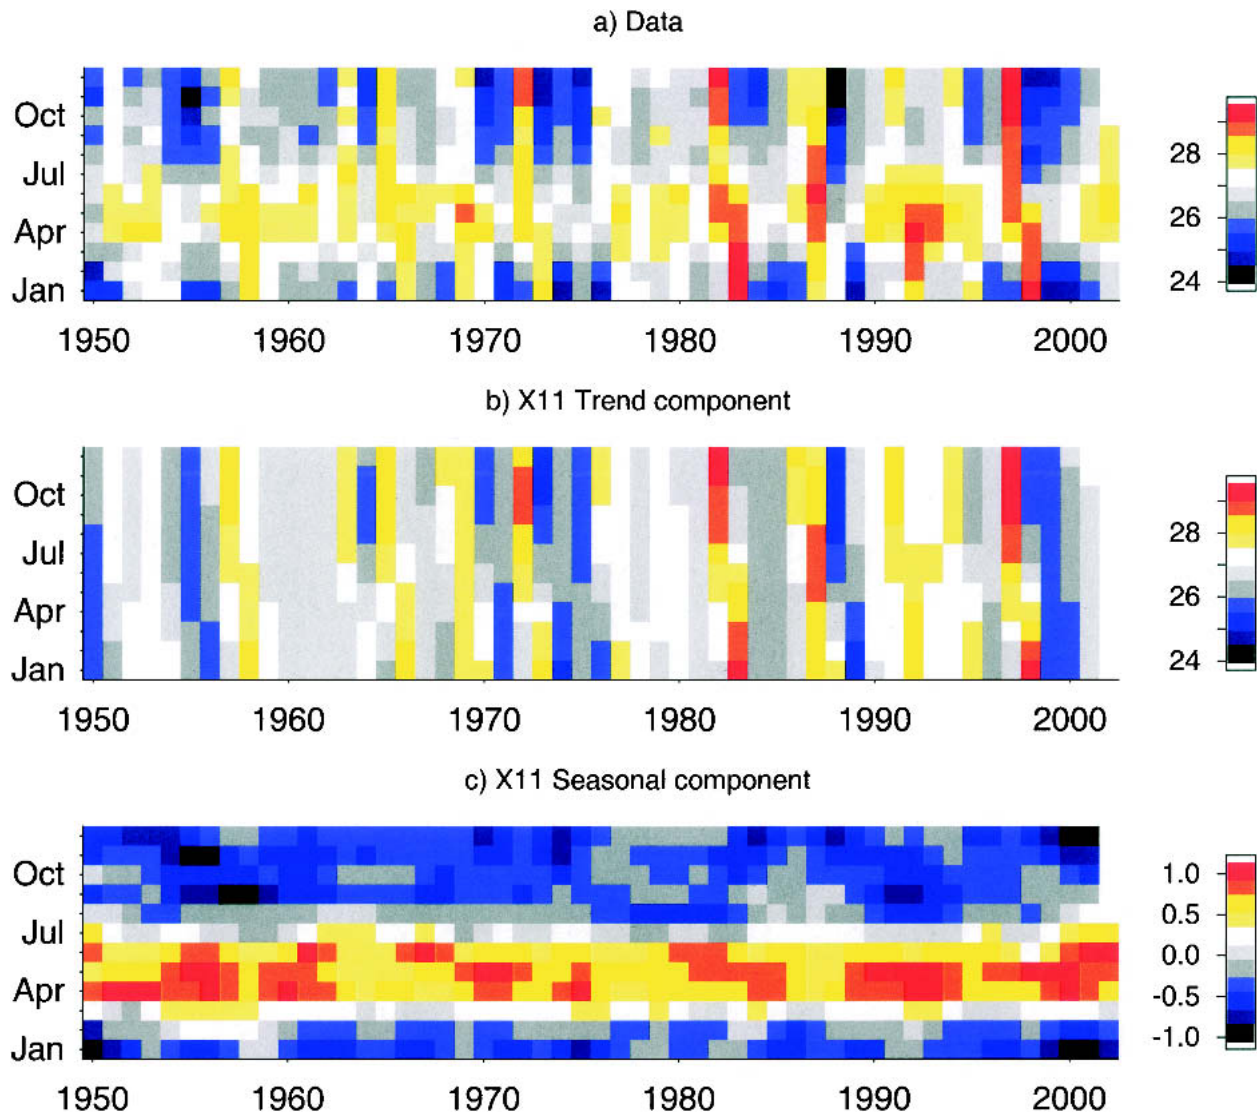 a) Data
Oct
Jul
Apr
Jan
28
26
24
1950 1960 1970 1980 1990 2000
b) X11 Trend component
Oct
Jul
Apr
Jan
28
26
24
1950 1960 1970 1980 1990 2000
c) X11 Seasonal component
Oct
Jul
Apr
Jan
1.0
0.5
0.0
-0.5
-1.0
1950 1960 1970 1980 1990 2000